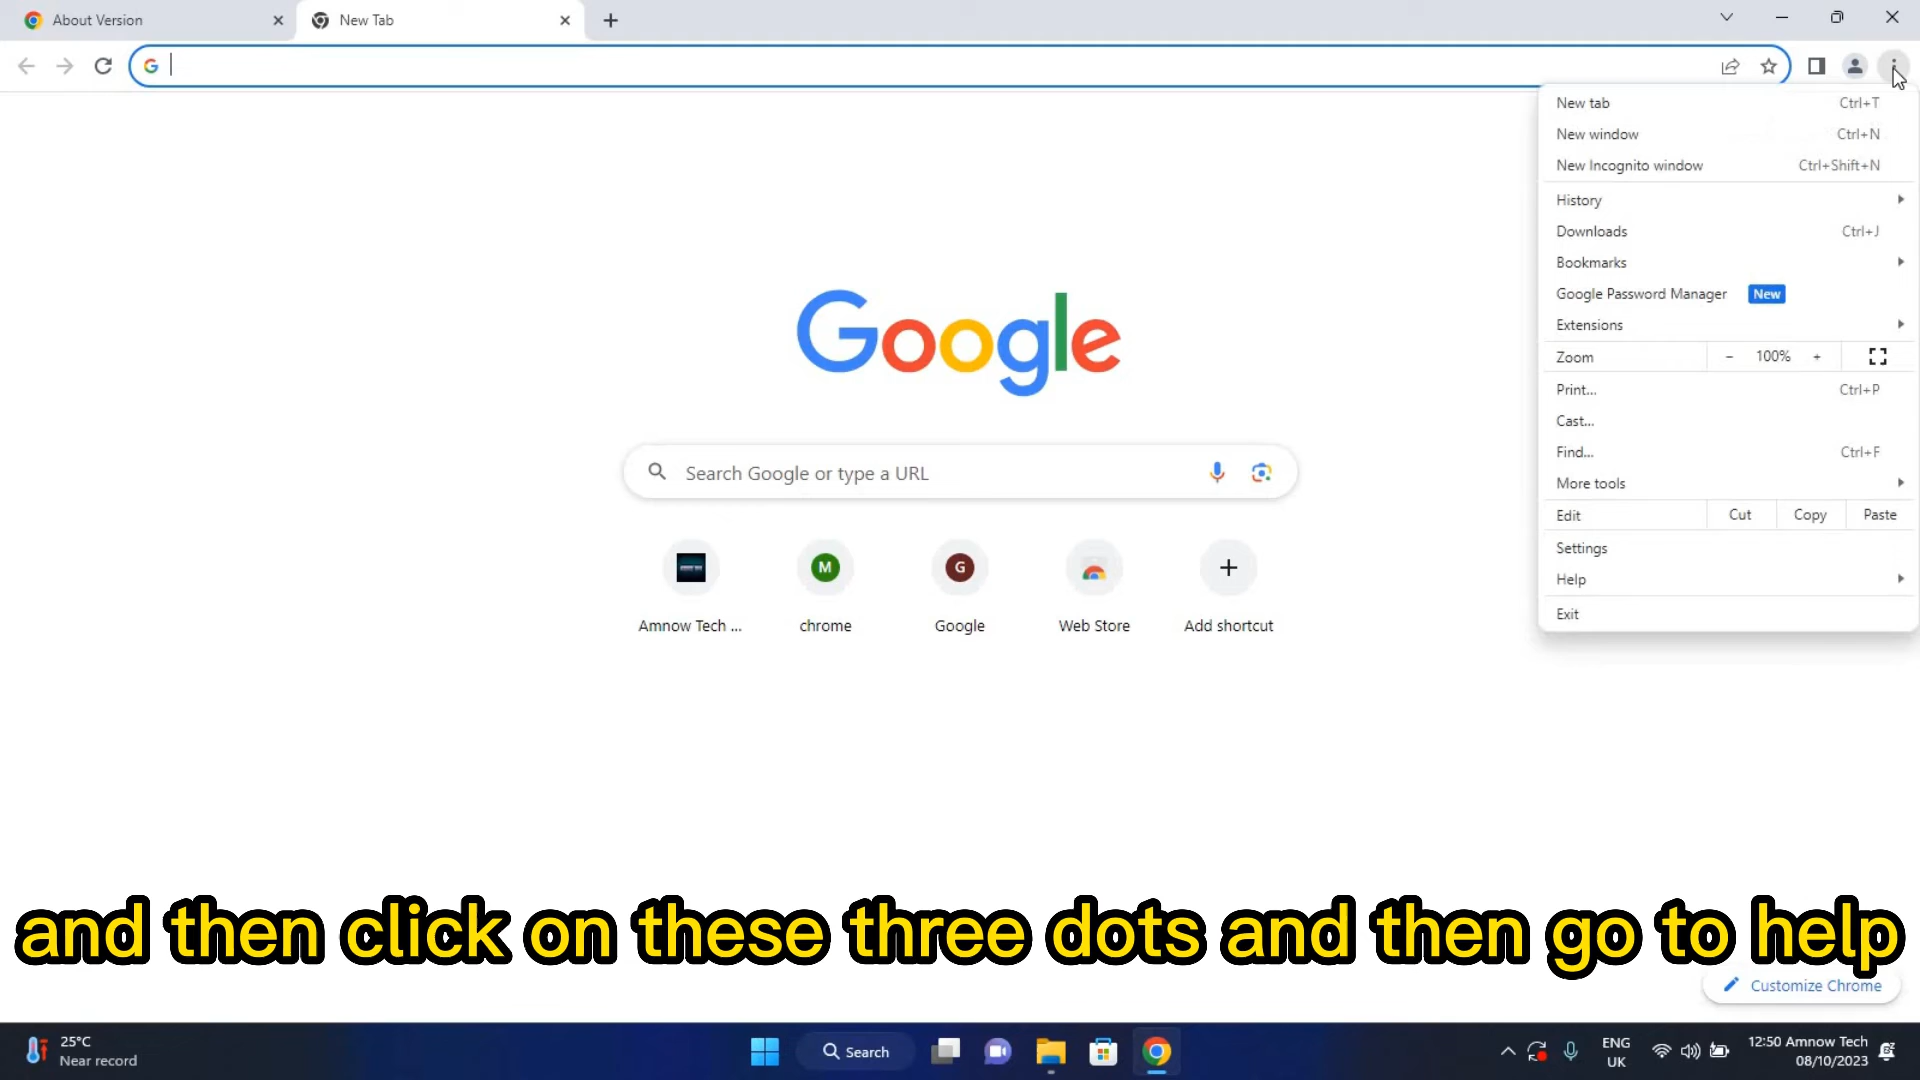 About Version
New Tab
New tab Ctrl+T
New window Ctrl+N
New Incognito window Ctrl+Shift+N
History
Downloads Ctrl+J
Bookmarks
Google Password Manager New
Extensions
Zoom - 100% +
Print... Ctrl+P
Cast...
Find... Ctrl+F
More tools
Edit Cut Copy Paste
Settings
Help
Exit
Google
Search Google or type a URL
M
G
Amnow Tech ...
chrome
Google
Web Store
Add shortcut
and then click on these three dots and then go to help
Customize Chrome
25°C
Near record
Search
ENG
UK
12:50 Amnow Tech
08/10/2023